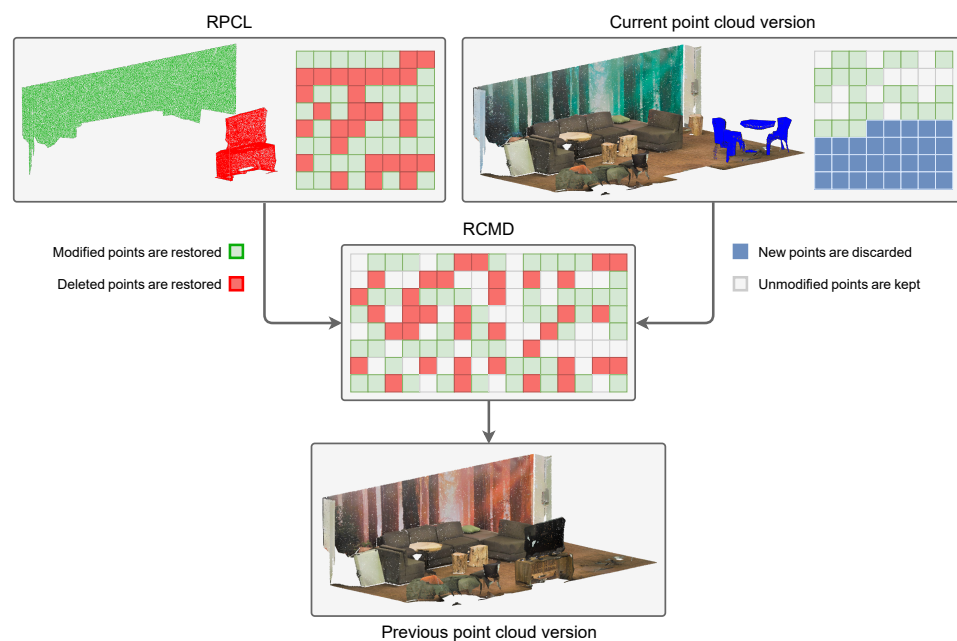 RPCL
Current point cloud version
RCMD
Modified points are restored
Deleted points are restored
New points are discarded
Unmodified points are kept
Previous point cloud version